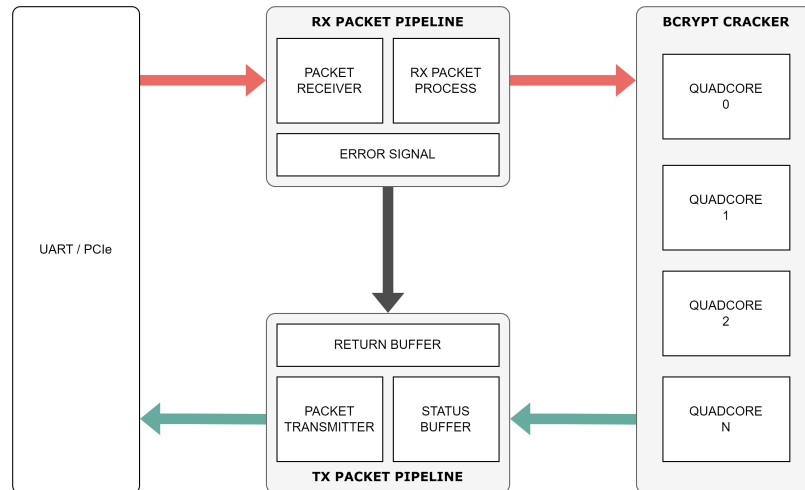 RX PACKET PIPELINE
BCRYPT CRACKER
PACKET
RECEIVER
RX PACKET
PROCESS
QUADCORE
0
ERROR SIGNAL
QUADCORE
1
UART / PCIe
QUADCORE
2
RETURN BUFFER
PACKET
TRANSMITTER
STATUS
BUFFER
QUADCORE
N
TX PACKET PIPELINE